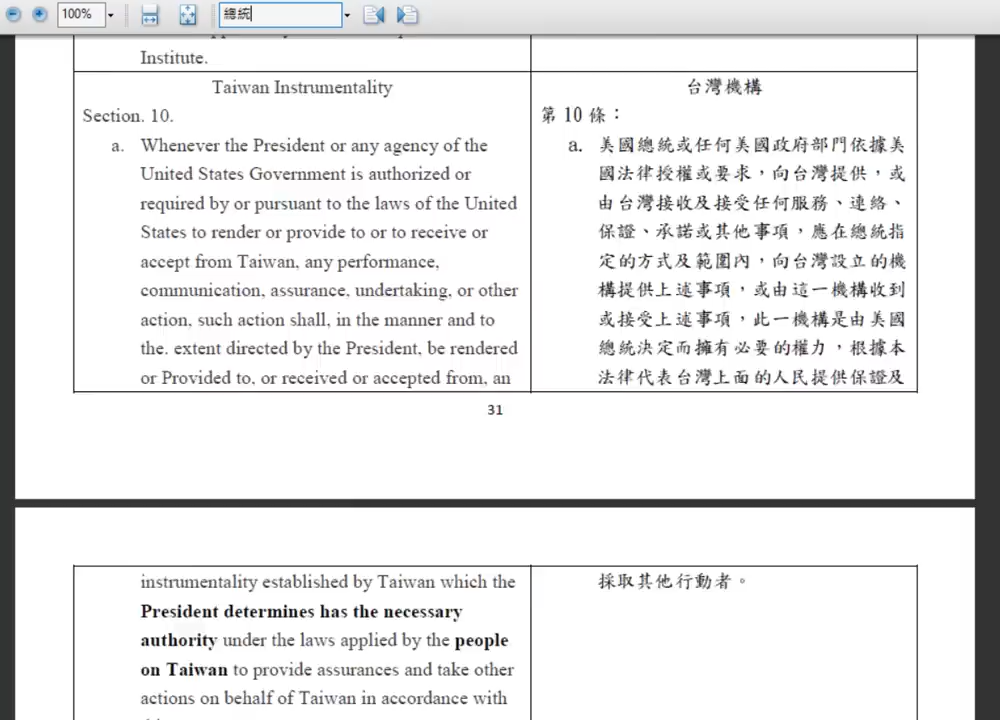 100%
總統
Institute.
Taiwan Instrumentality
Section. 10.
a. Whenever the President or any agency of the
United States Government is authorized or
required by or pursuant to the laws of the United
States to render or provide to or to receive or
accept from Taiwan, any performance,
communication, assurance, undertaking, or other
action, such action shall, in the manner and to
the. extent directed by the President, be rendered
or Provided to, or received or accepted from, an
台灣機構
第 10 條：
a. 美國總統或任何美國政府部門依據美
國法律授權或要求，向台灣提供，或
由台灣接收及接受任何服務、連絡、
保證、承諾或其他事項，應在總統指
定的方式及範圍內，向台灣設立的機
構提供上述事項，或由這一機構收到
或接受上述事項，此一機構是由美國
總統決定而擁有必要的權力，根據本
法律代表台灣上面的人民提供保證及
31
instrumentality established by Taiwan which the
President determines has the necessary
authority under the laws applied by the people
on Taiwan to provide assurances and take other
actions on behalf of Taiwan in accordance with
採取其他行動者。